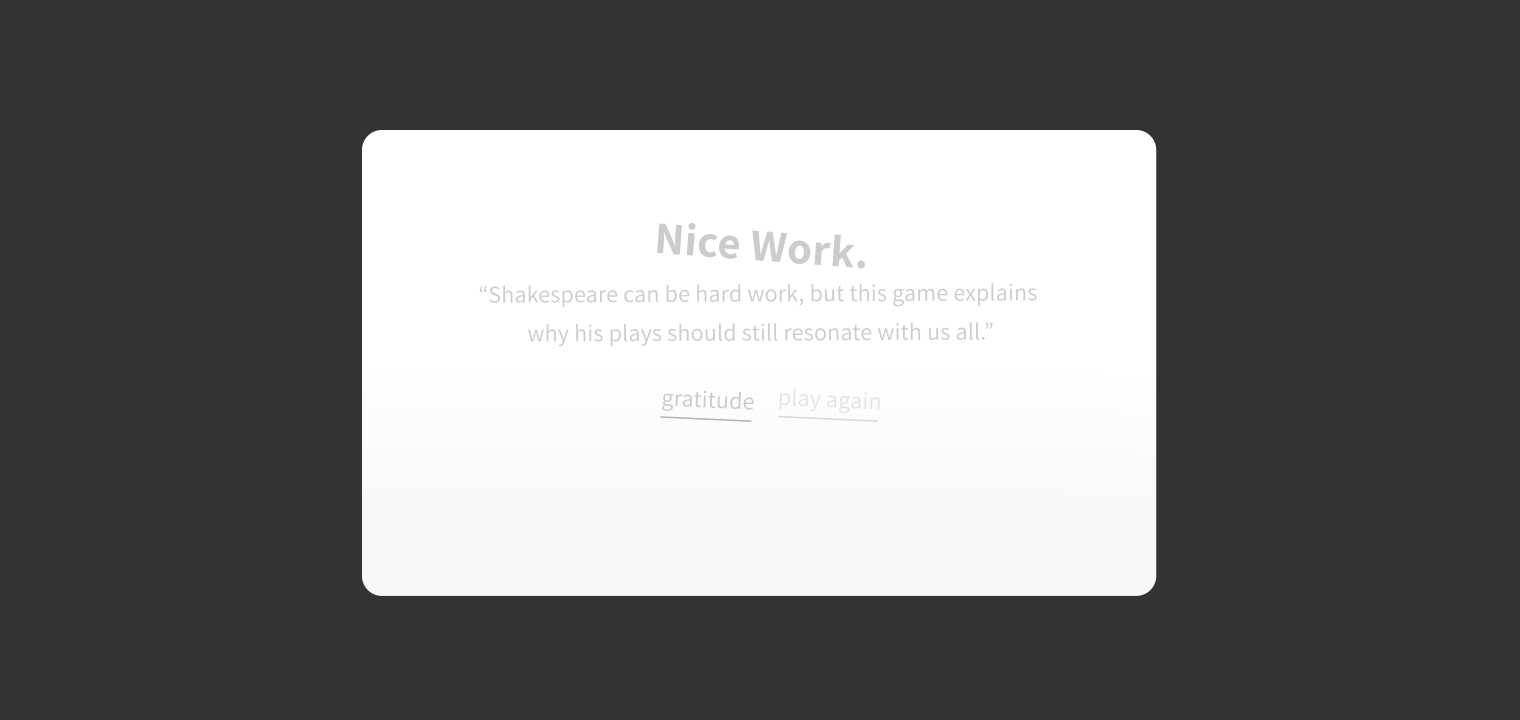 Nice Work.
“Shakespeare can be hard work, but this game explains
why his plays should still resonate with us all.”
gratitude play again